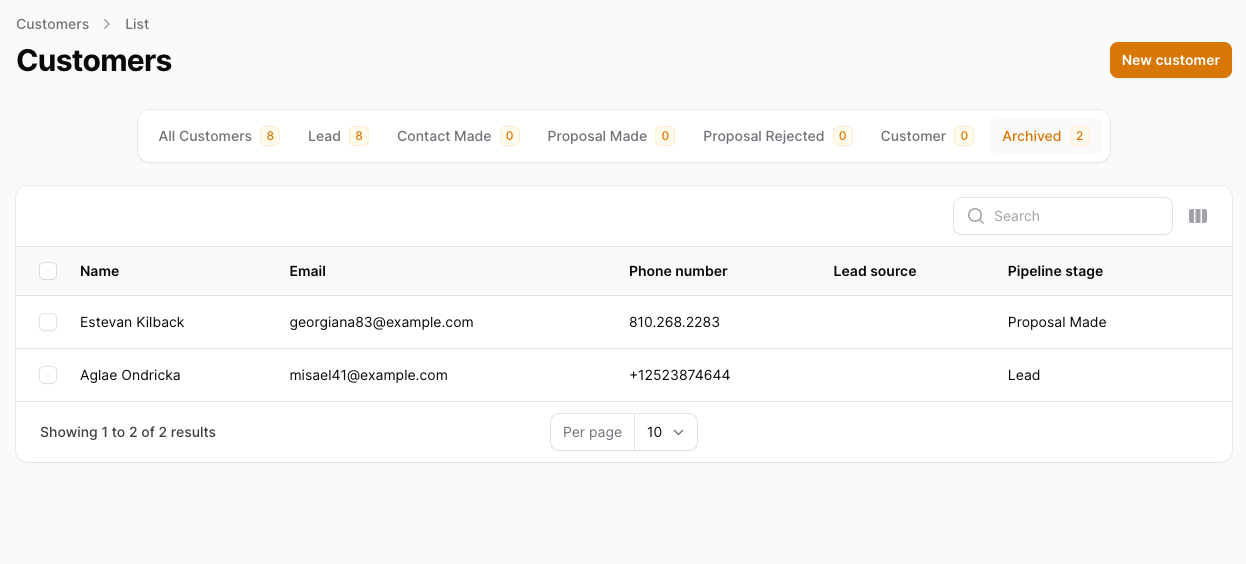 Customers > List
Customers
New customer
All Customers 8 Lead 8 Contact Made 0 Proposal Made 0 Proposal Rejected 0 Customer 0 Archived 2
Search
Name Email Phone number Lead source Pipeline stage
Estevan Kilback georgiana83@example.com 810.268.2283 Proposal Made
Aglae Ondricka misael41@example.com +12523874644 Lead
Showing 1 to 2 of 2 results Per page 10